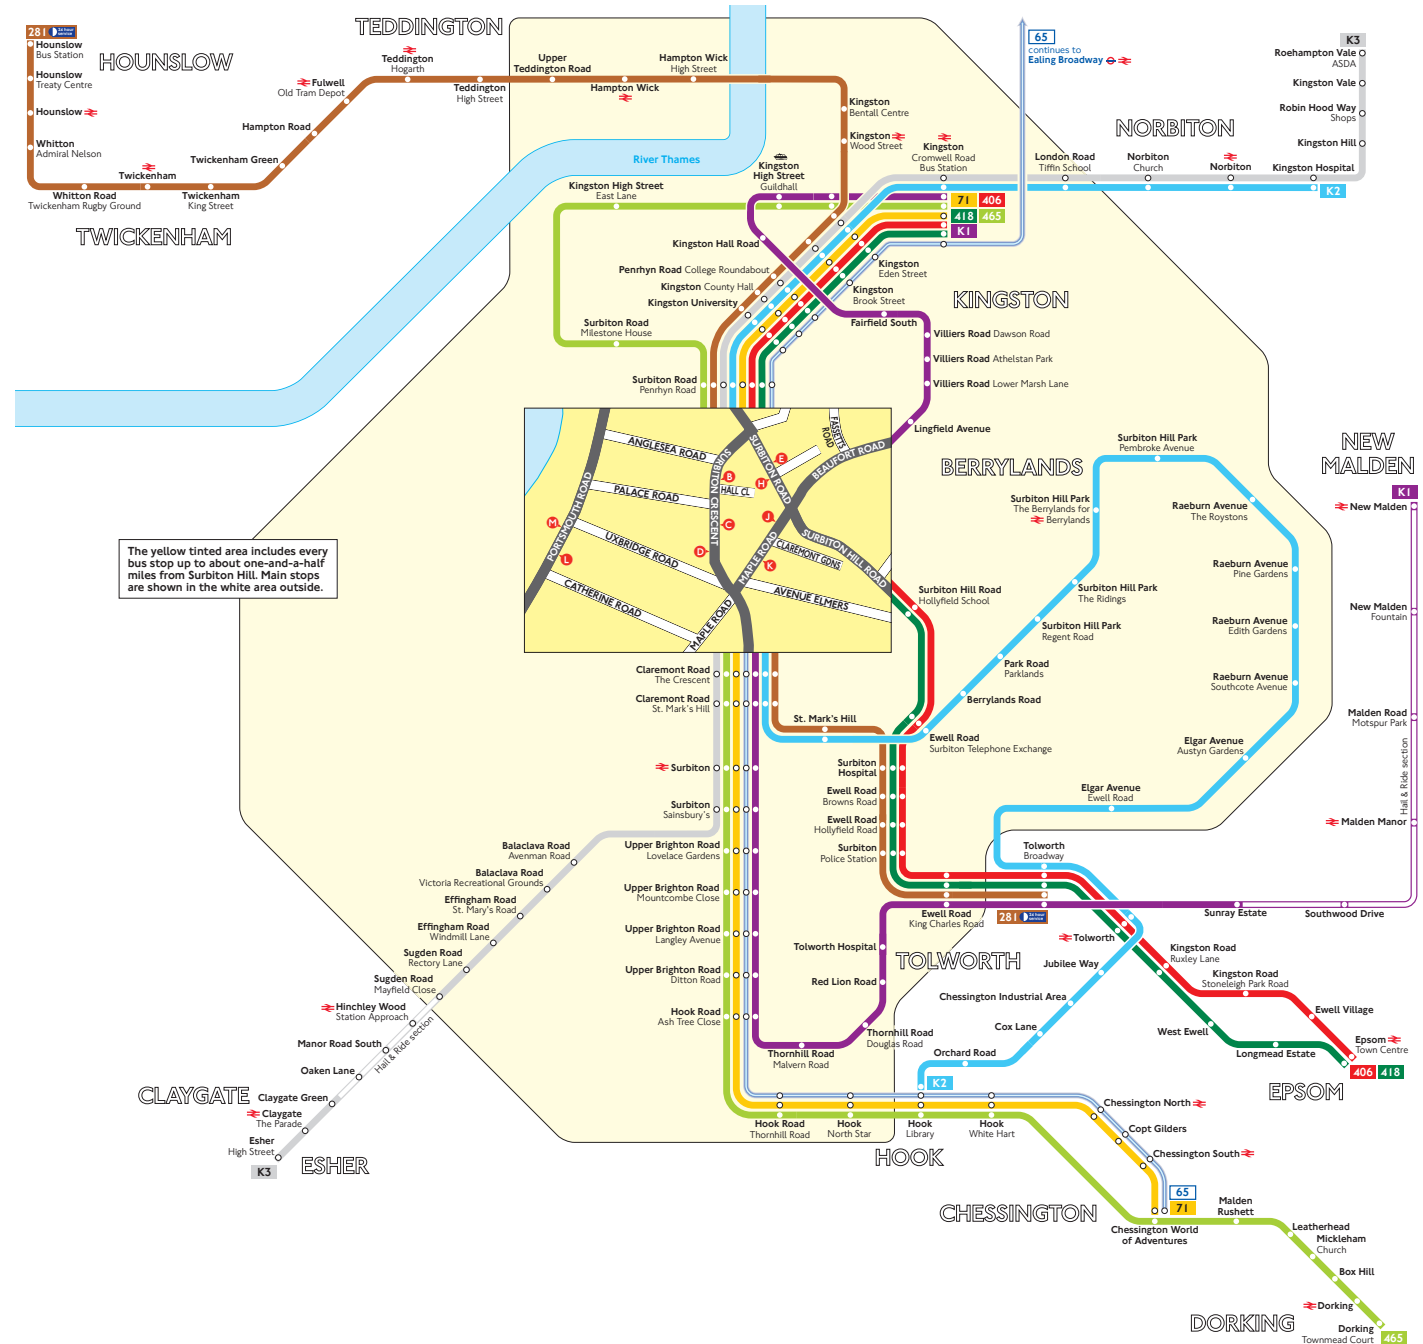 281 24 hour service
Hounslow
Bus Station
HOUNSLOW
Hounslow
Treaty Centre
Hounslow
Whitton
Admiral Nelson
Whitton Road
Twickenham Rugby Ground
Twickenham
Twickenham
King Street
TWICKENHAM
Twickenham Green
Hampton Road
Fulwell
Old Tram Depot
TEDDINGTON
Teddington
Hogarth
Teddington
High Street
Upper
Teddington Road
Hampton Wick
Hampton Wick
High Street
River Thames
Kingston
Bentall Centre
Kingston
Wood Street
Kingston
Cromwell Road
Bus Station
Kingston
High Street
Guildhall
Kingston High Street
East Lane
65
continues to
Ealing Broadway
K3
Roehampton Vale
ASDA
Kingston Vale
Robin Hood Way
Shops
Kingston Hill
Kingston Hospital
NORBITON
London Road
Tiffin School
Norbiton
Church
Norbiton
K2
71
406
418
465
K1
Kingston Hall Road
Penrhyn Road College Roundabout
Kingston County Hall
Kingston University
Kingston
Eden Street
Kingston
Brook Street
KINGSTON
Fairfield South
Villiers Road Dawson Road
Villiers Road Athelstan Park
Villiers Road Lower Marsh Lane
Lingfield Avenue
Surbiton Road
Milestone House
Surbiton Road
Penrhyn Road
ANGLESEA ROAD
PALACE ROAD
UXBRIDGE ROAD
CATHERINE ROAD
PORTSMOUTH ROAD
SURBITON CRESCENT
HALL CL
SURBITON ROAD
FASSETTS
ROAD
BEAUFORT ROAD
SURBITON HILL ROAD
CLAREMONT GDNS
MAPLE ROAD
AVENUE ELMERS
MAPLE ROAD
B
C
D
E
H
J
K
L
M
The yellow tinted area includes every
bus stop up to about one-and-a-half
miles from Surbiton Hill. Main stops
are shown in the white area outside.
BERRYLANDS
Surbiton Hill Park
Pembroke Avenue
Surbiton Hill Park
The Berrylands for
Berrylands
Raeburn Avenue
The Roystons
Raeburn Avenue
Pine Gardens
Raeburn Avenue
Edith Gardens
Raeburn Avenue
Southcote Avenue
Elgar Avenue
Austyn Gardens
Elgar Avenue
Ewell Road
Surbiton Hill Park
The Ridings
Surbiton Hill Park
Regent Road
Park Road
Parklands
Berrylands Road
Surbiton Hill Road
Hollyfield School
Ewell Road
Surbiton Telephone Exchange
NEW
MALDEN
K1
New Malden
New Malden
Fountain
Malden Road
Motspur Park
Hail & Ride section
Malden Manor
Claremont Road
The Crescent
Claremont Road
St. Mark's Hill
St. Mark's Hill
Surbiton
Surbiton
Sainsbury's
Surbiton
Hospital
Ewell Road
Browns Road
Ewell Road
Hollyfield Road
Surbiton
Police Station
Upper Brighton Road
Lovelace Gardens
Upper Brighton Road
Mountcombe Close
Upper Brighton Road
Langley Avenue
Upper Brighton Road
Ditton Road
Hook Road
Ash Tree Close
Balaclava Road
Avenman Road
Balaclava Road
Victoria Recreational Grounds
Effingham Road
St. Mary's Road
Effingham Road
Windmill Lane
Sugden Road
Rectory Lane
Sugden Road
Mayfield Close
Hinchley Wood
Station Approach
Manor Road South
Hail & Ride section
Oaken Lane
CLAYGATE
Claygate Green
Claygate
The Parade
Esher
High Street
K3
ESHER
Tolworth
Broadway
Ewell Road
King Charles Road
281 24 hour service
Sunray Estate
Southwood Drive
Tolworth Hospital
Red Lion Road
TOLWORTH
Thornhill Road
Douglas Road
Thornhill Road
Malvern Road
Tolworth
Jubilee Way
Chessington Industrial Area
Cox Lane
Orchard Road
K2
Kingston Road
Ruxley Lane
Kingston Road
Stoneleigh Park Road
Ewell Village
West Ewell
Longmead Estate
Epsom
Town Centre
406
418
EPSOM
Hook Road
Thornhill Road
Hook
North Star
Hook
Library
Hook
White Hart
HOOK
Chessington North
Copt Gilders
Chessington South
65
71
CHESSINGTON
Chessington World
of Adventures
Malden
Rushett
Leatherhead
Mickleham
Church
Box Hill
Dorking
DORKING
Dorking
Townmead Court
465